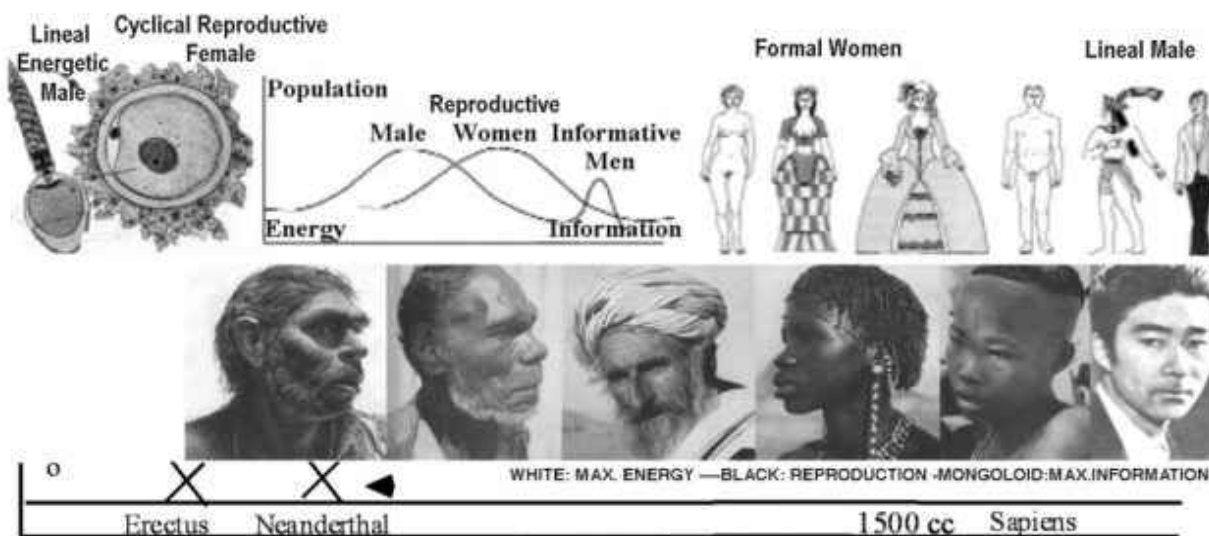 Cyclical Reproductive
Female
Lineal
Energetic
Male
Population
Reproductive
Male Women Informative
Men
Energy Information
Formal Women
Lineal Male
WHITE: MAX. ENERGY —BLACK: REPRODUCTION -MONGOLOID:MAX.INFORMATION
o
Erectus Neanderthal 1500 cc Sapiens